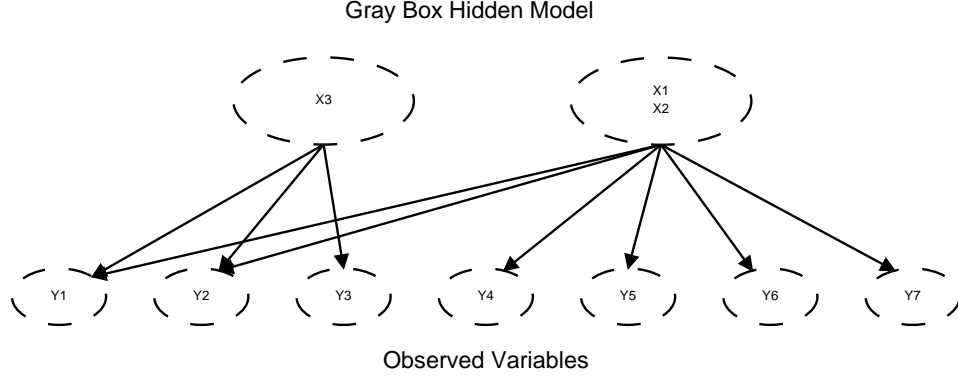 Gray Box Hidden Model
X3
X1
X2
Y1 Y2 Y3 Y4 Y5 Y6 Y7
Observed Variables